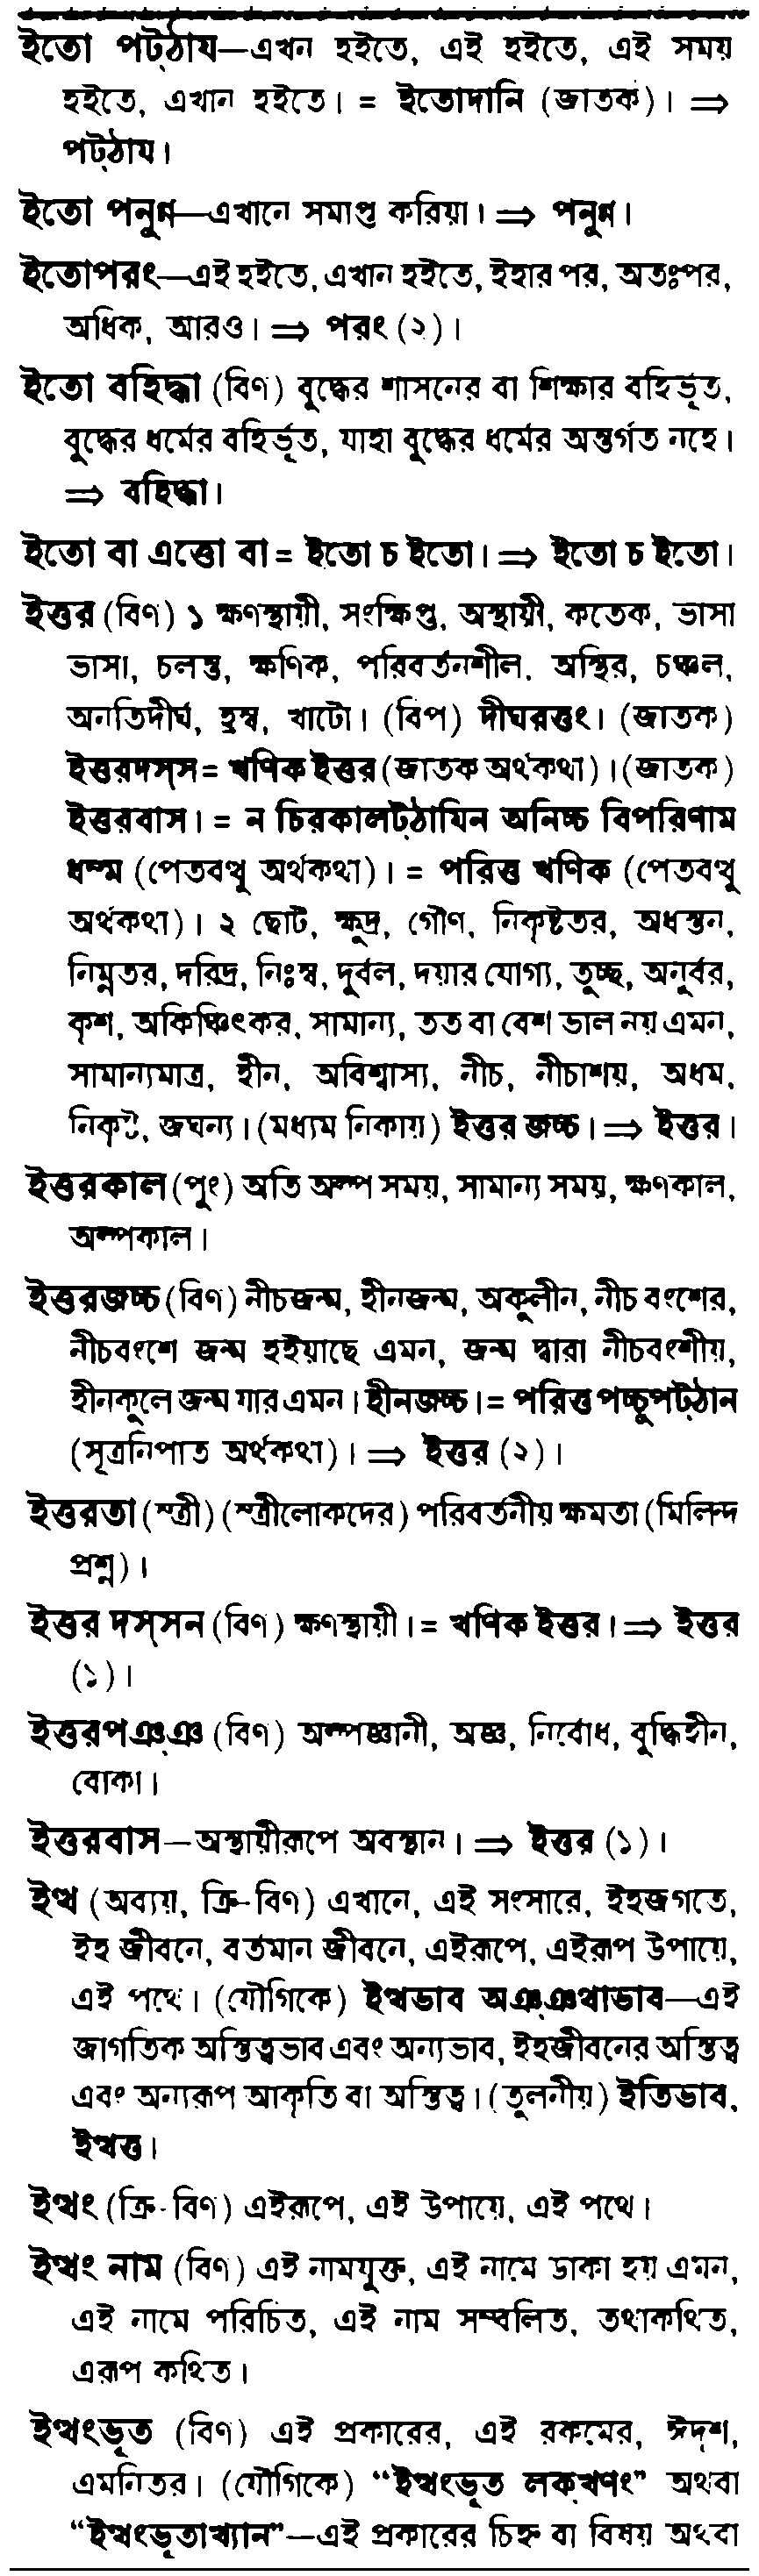 ইতো পট্ঠায—এখন হইতে, এই হইতে, এই সময়
হইতে, এখান হইতে। = ইতোদানি (জাতক)। ⇒
পট্ঠায।
ইতো পনুন্ন—এখানে সমাপ্ত করিয়া। ⇒ পনুন্ন।
ইতোপরং—এই হইতে, এখান হইতে, ইহার পর, অতঃপর,
অধিক, আরও। ⇒ পরং (২)।
ইতো বহিদ্ধা (বিণ) বুদ্ধের শাসনের বা শিক্ষার বহির্ভূত,
বুদ্ধের ধর্মের বহির্ভূত, যাহা বুদ্ধের ধর্মের অন্তর্গত নহে।
⇒ বহিদ্ধা।
ইতো বা এত্তো বা = ইতো চ ইতো। ⇒ ইতো চ ইতো।
ইত্তর (বিণ) ১ ক্ষণস্থায়ী, সংক্ষিপ্ত, অস্থায়ী, কতেক, ভাসা
ভাসা, চলন্ত, ক্ষণিক, পরিবর্তনশীল, অস্থির, চঞ্চল,
অনতিদীর্ঘ, হ্রস্ব, খাটো। (বিপ) দীঘরত্তং। (জাতক)
ইত্তরদস্স = খণিক ইত্তর (জাতক অর্থকথা)। (জাতক)
ইত্তরবাস। = ন চিরকালট্ঠাযিন অনিচ্চ বিপরিণাম
ধম্ম (পেতবত্থু অর্থকথা)। = পরিত্ত খণিক (পেতবত্থু
অর্থকথা)। ২ ছোট, ক্ষুদ্র, গৌণ, নিকৃষ্টতর, অধস্তন,
নিম্নতর, দরিদ্র, নিঃস্ব, দুর্বল, দয়ার যোগ্য, তুচ্ছ, অনুর্বর,
কৃশ, অকিঞ্চিৎকর, সামান্য, তত বা বেশ ভাল নয় এমন,
সামান্যমাত্র, হীন, অবিশ্বাস্য, নীচ, নীচাশয়, অধম,
নিকৃষ্ট, জঘন্য। (মধ্যম নিকায়) ইত্তর জচ্চ। ⇒ ইত্তর।
ইত্তরকাল (পুং) অতি অল্প সময়, সামান্য সময়, ক্ষণকাল,
অল্পকাল।
ইত্তরজচ্চ (বিণ) নীচজন্ম, হীনজন্ম, অকুলীন, নীচ বংশের,
নীচবংশে জন্ম হইয়াছে এমন, জন্ম দ্বারা নীচবংশীয়,
হীনকুলে জন্ম যার এমন। হীনজচ্চ। = পরিত্ত পচ্চুপট্ঠান
(সূত্রনিপাত অর্থকথা)। ⇒ ইত্তর (২)।
ইত্তরতা (স্ত্রী) (স্ত্রীলোকদের) পরিবর্তনীয় ক্ষমতা (মিলিন্দ
প্রশ্ন)।
ইত্তর দস্সন (বিণ) ক্ষণস্থায়ী। = খণিক ইত্তর। ⇒ ইত্তর
(১)।
ইত্তরপঞ্ঞ (বিণ) অল্পজ্ঞানী, অজ্ঞ, নির্বোধ, বুদ্ধিহীন,
বোকা।
ইত্তরবাস—অস্থায়ীরূপে অবস্থান। ⇒ ইত্তর (১)।
ইত্থ (অব্যয়, ক্রি-বিণ) এখানে, এই সংসারে, ইহজগতে,
ইহ জীবনে, বর্তমান জীবনে, এইরূপে, এইরূপ উপায়ে,
এই পথে। (যৌগিকে) ইত্থভাব অঞ্ঞথাভাব—এই
জাগতিক অস্তিত্বভাব এবং অন্যভাব, ইহজীবনের অস্তিত্ব
এবং অন্যরূপ আকৃতি বা অস্তিত্ব। (তুলনীয়) ইতিভাব,
ইত্থত্ত।
ইত্থং (ক্রি-বিণ) এইরূপে, এই উপায়ে, এই পথে।
ইত্থং নাম (বিণ) এই নামযুক্ত, এই নামে ডাকা হয় এমন,
এই নামে পরিচিত, এই নাম সম্বলিত, তথাকথিত,
এরূপ কথিত।
ইত্থংভূত (বিণ) এই প্রকারের, এই রকমের, ঈদৃশ,
এমনিতর। (যৌগিকে) “ইত্থংভূত লক্খণং” অথবা
“ইত্থংভূতাখ্যান”—এই প্রকারের চিহ্ন বা বিষয় অথবা